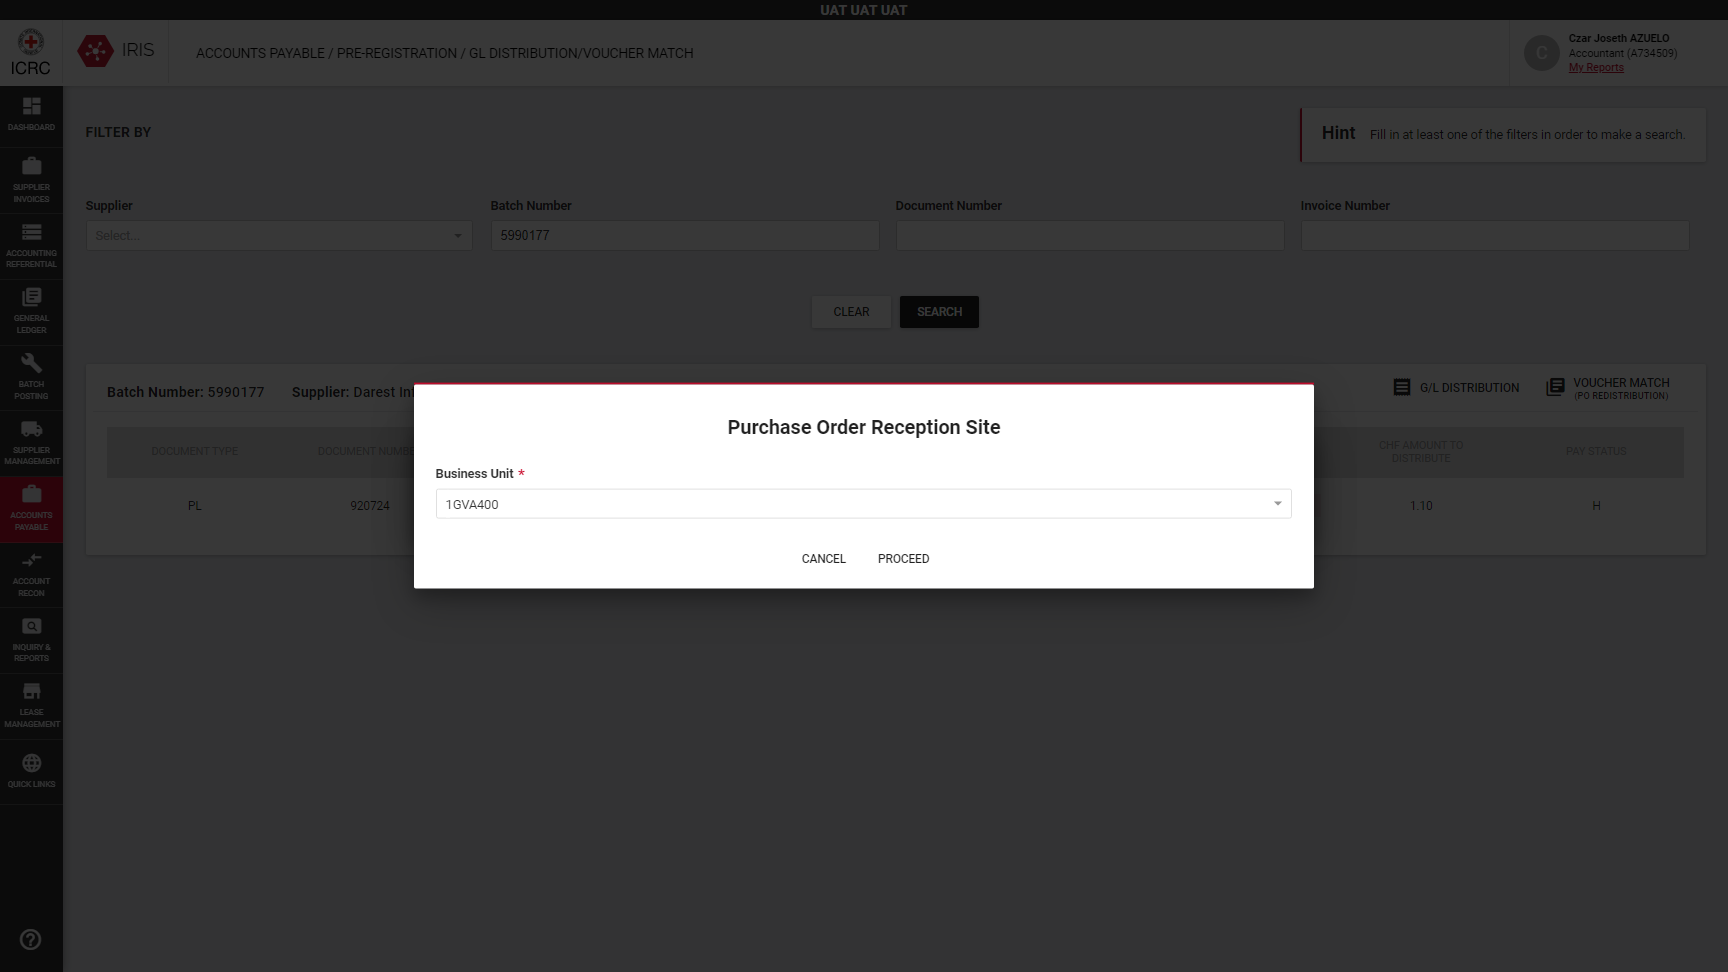 UAT UAT UAT
ICRC
IRIS
ACCOUNTS PAYABLE / PRE-REGISTRATION / GL DISTRIBUTION/VOUCHER MATCH
C
Czar Joseth AZUELO
Accountant (A734509)
My Reports
DASHBOARD
SUPPLIER
INVOICES
ACCOUNTING
REFERENTIAL
GENERAL
LEDGER
BATCH
POSTING
SUPPLIER
MANAGEMENT
ACCOUNTS
PAYABLE
ACCOUNT
RECON
INQUIRY &
REPORTS
LEASE
MANAGEMENT
QUICK LINKS
FILTER BY
Hint Fill in at least one of the filters in order to make a search.
Supplier
Select...
Batch Number
5990177
Document Number
Invoice Number
CLEAR
SEARCH
Batch Number: 5990177 Supplier: Darest
G/L DISTRIBUTION
VOUCHER MATCH
(PO REDISTRIBUTION)
DOCUMENT TYPE DOCUMENT CHF AMOUNT TO
DISTRIBUTE PAY STATUS
PL 920724 1.10 H
Purchase Order Reception Site
Business Unit *
1GVA400
CANCEL PROCEED